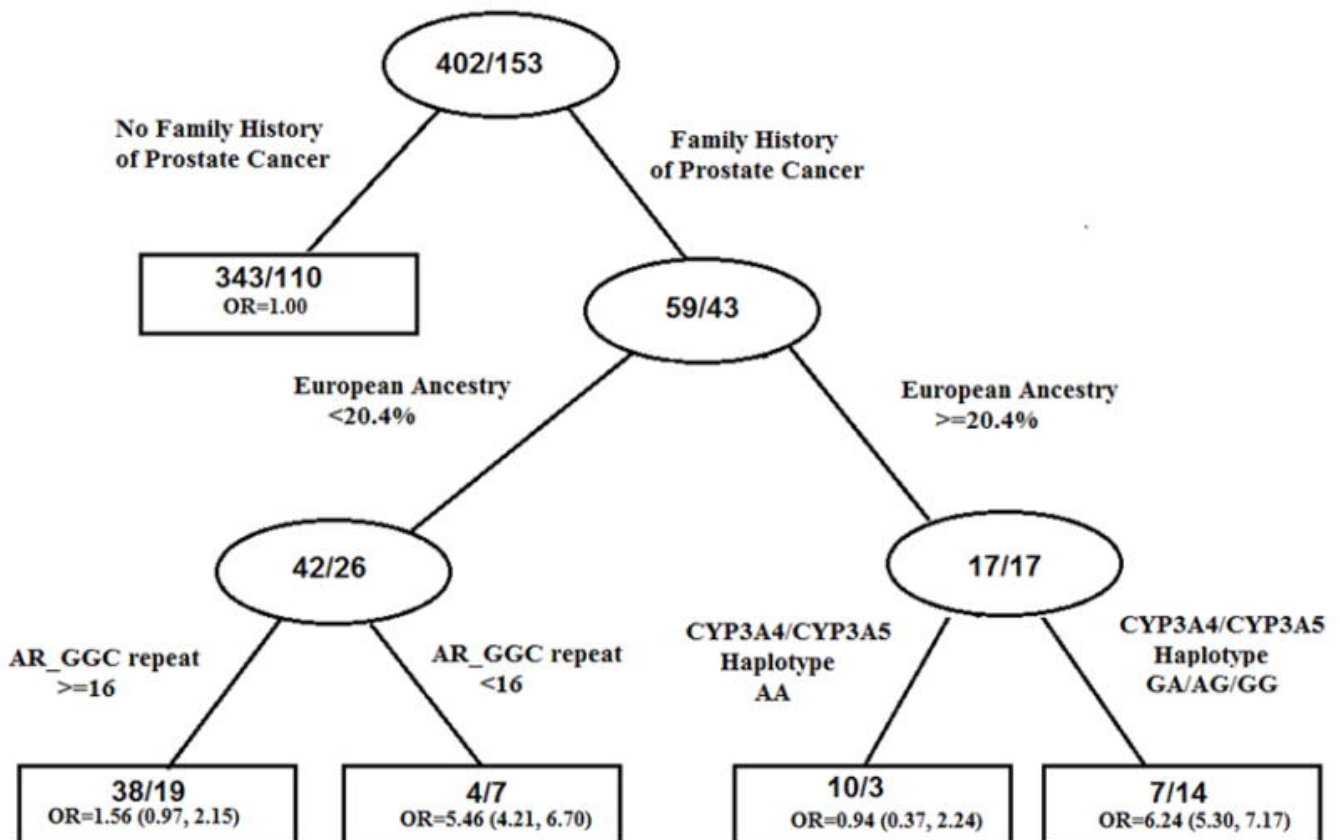 402/153
No Family History
of Prostate Cancer
Family History
of Prostate Cancer
343/110
OR=1.00
59/43
European Ancestry
<20.4%
European Ancestry
>=20.4%
42/26
17/17
AR_GGC repeat
>=16
AR_GGC repeat
<16
CYP3A4/CYP3A5
Haplotype
AA
CYP3A4/CYP3A5
Haplotype
GA/AG/GG
38/19
OR=1.56 (0.97, 2.15)
4/7
OR=5.46 (4.21, 6.70)
10/3
OR=0.94 (0.37, 2.24)
7/14
OR=6.24 (5.30, 7.17)